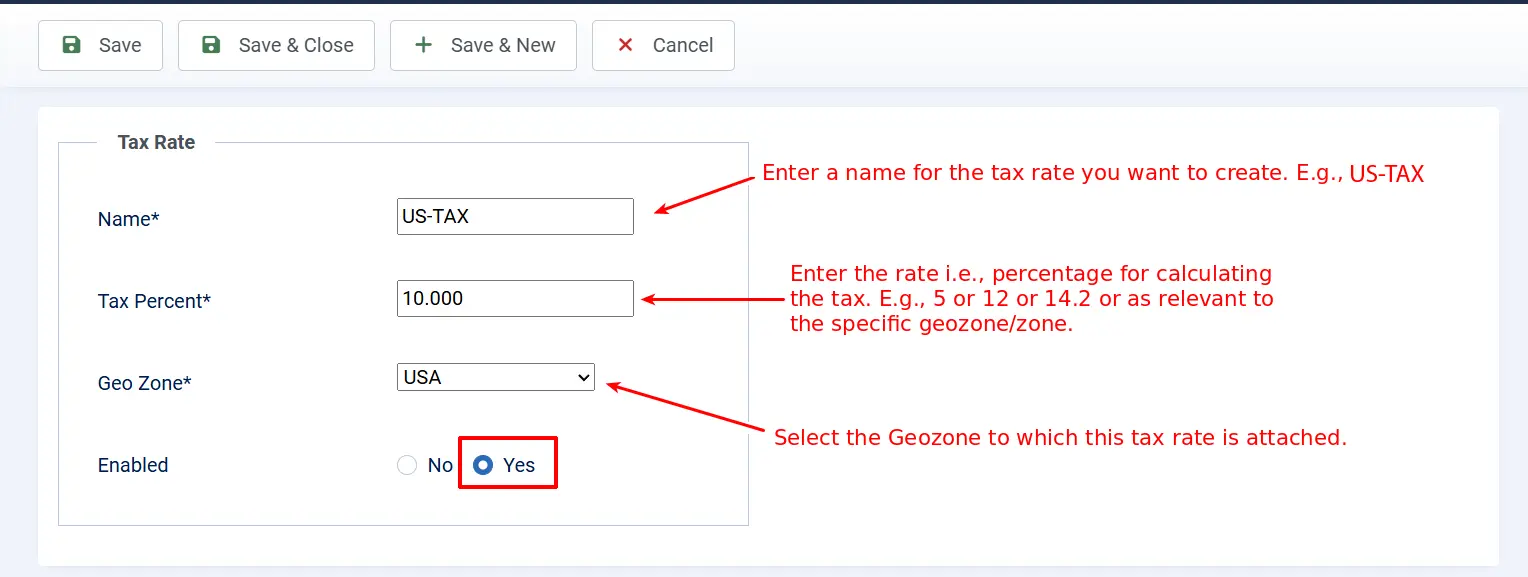 Save
Save & Close
Save & New
Cancel
Tax Rate
Enter a name for the tax rate you want to create. E.g., US-TAX
Name*
US-TAX
Enter the rate i.e., percentage for calculating
the tax. E.g., 5 or 12 or 14.2 or as relevant to
the specific geozone/zone.
Tax Percent*
10.000
Geo Zone*
USA
Select the Geozone to which this tax rate is attached.
Enabled
No
Yes